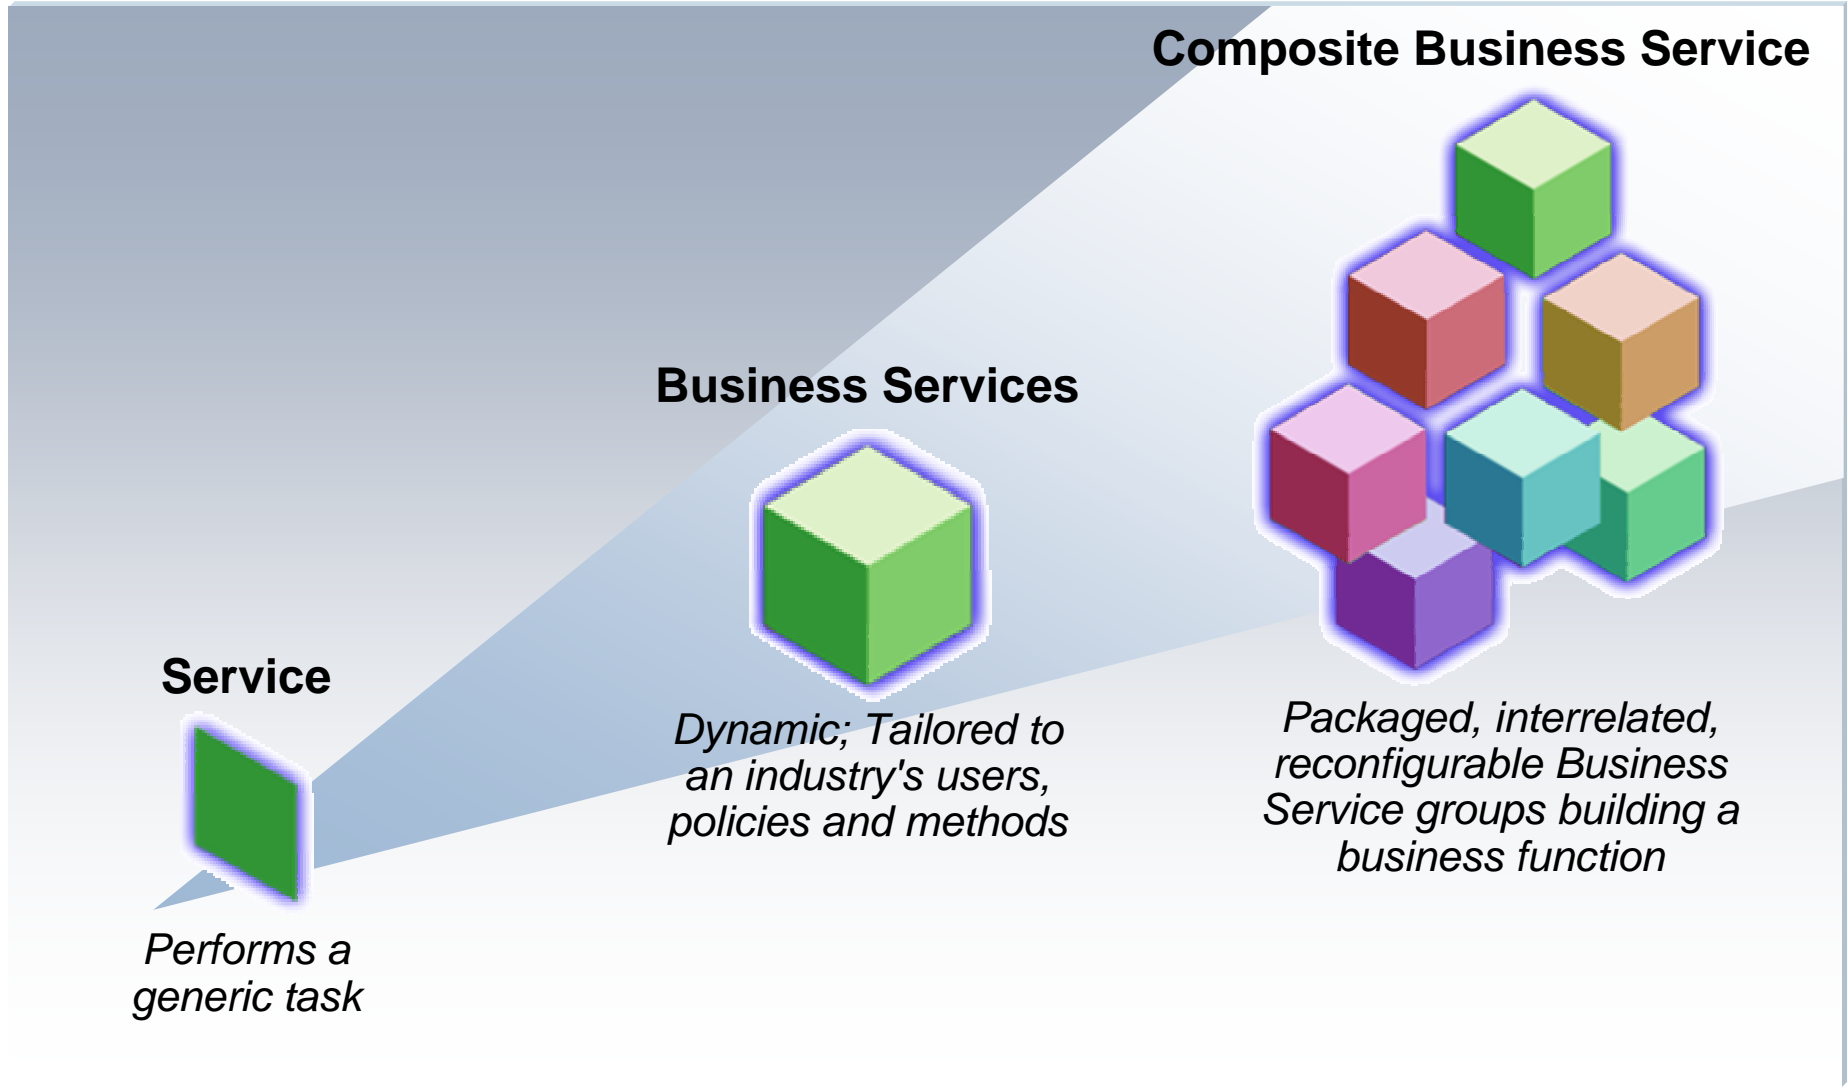 Composite Business Service
Business Services
Service
Dynamic; Tailored to
an industry's users,
policies and methods
Packaged, interrelated,
reconfigurable Business
Service groups building a
business function
Performs a
generic task